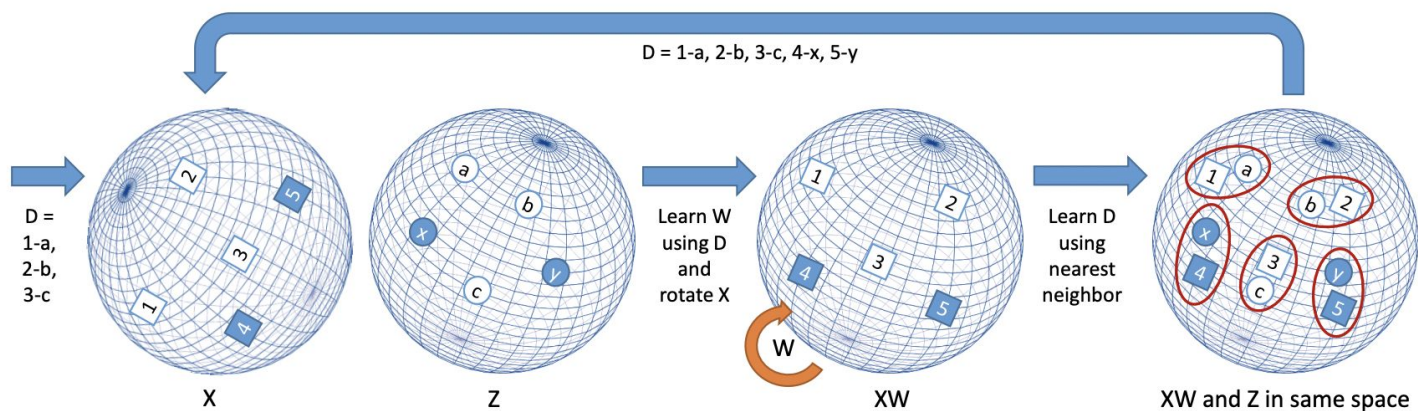 D = 1-a, 2-b, 3-c, 4-x, 5-y
D =
1-a,
2-b,
3-c
2
5
3
1
4
X
a
b
x
y
c
Z
Learn W
using D
and
rotate X
1
2
3
4
5
W
XW
Learn D
using
nearest
neighbor
1 a
b 2
x
4
3
c
y
5
XW and Z in same space